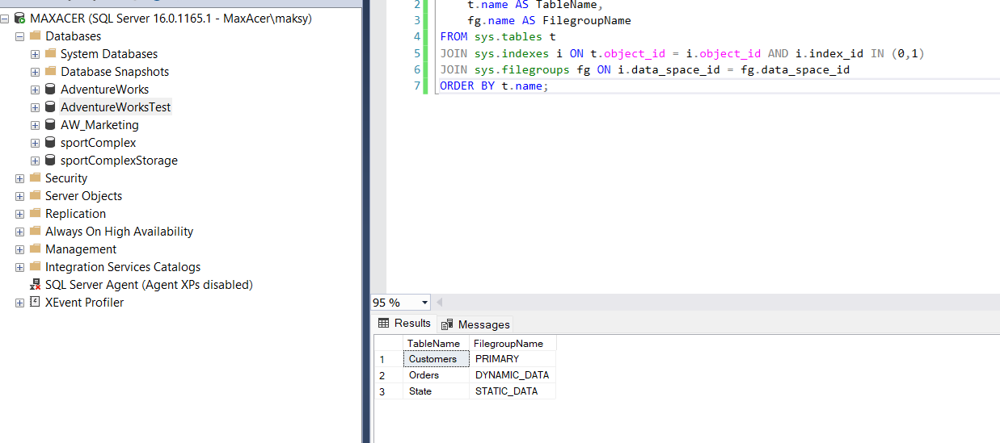 MAXACER (SQL Server 16.0.1165.1 - MaxAcer\maksy)
Databases
System Databases
Database Snapshots
AdventureWorks
AdventureWorksTest
AW_Marketing
sportComplex
sportComplexStorage
Security
Server Objects
Replication
Always On High Availability
Management
Integration Services Catalogs
SQL Server Agent (Agent XPs disabled)
XEvent Profiler
2 t.name AS TableName,
3 fg.name AS FilegroupName
4 FROM sys.tables t
5 JOIN sys.indexes i ON t.object_id = i.object_id AND i.index_id IN (0,1)
6 JOIN sys.filegroups fg ON i.data_space_id = fg.data_space_id
7 ORDER BY t.name;
95 %
Results Messages
TableName FilegroupName
1 Customers PRIMARY
2 Orders DYNAMIC_DATA
3 State STATIC_DATA